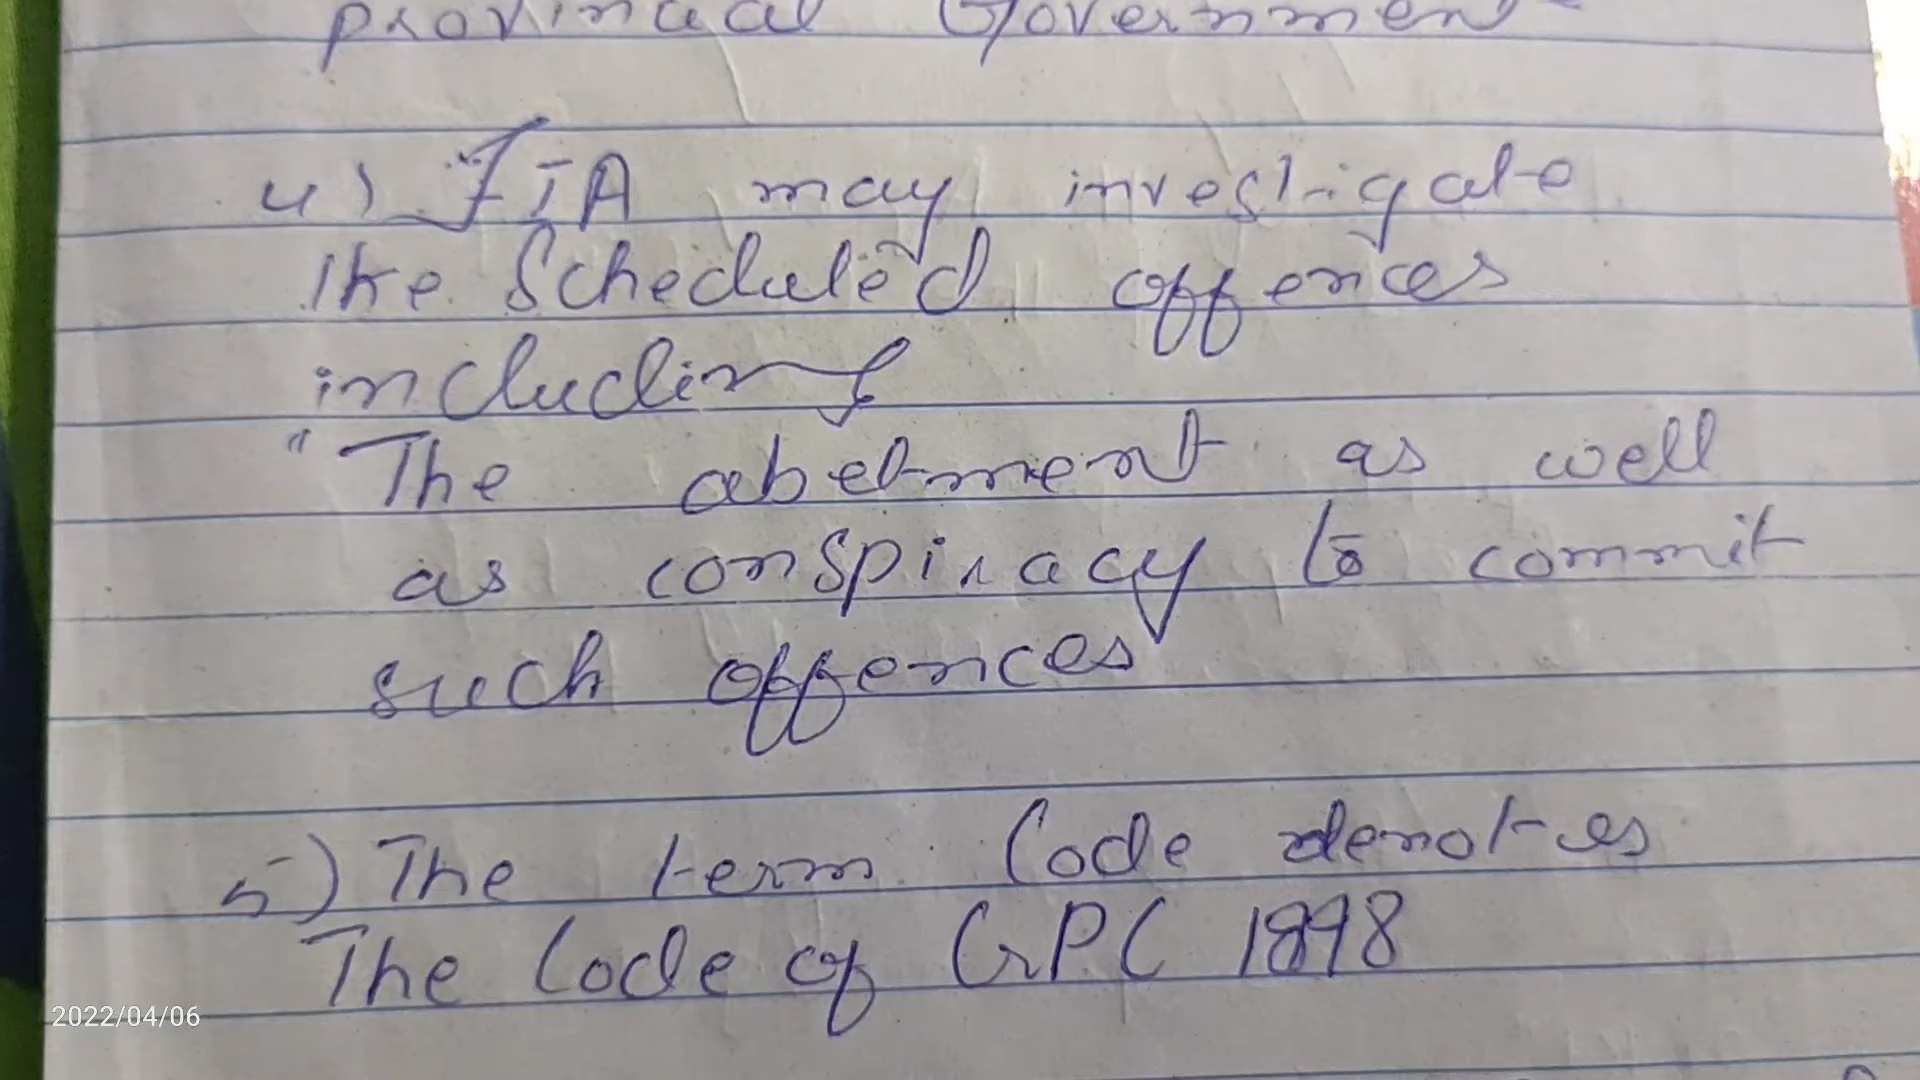 provincial Government
4) FIA may investigate
the Scheduled offences
including
" The abetment as well
as conspiracy to commit
such offences
5) The term Code denotes
The Code of CrPC 1898
2022/04/06